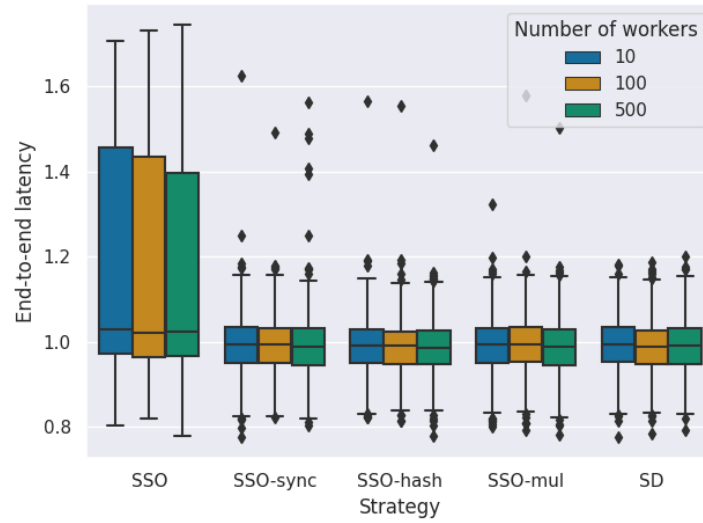 Number of workers
10
100
500
1.6
1.4
1.2
1.0
0.8
End-to-end latency
SSO SSO-sync SSO-hash SSO-mul SD
Strategy